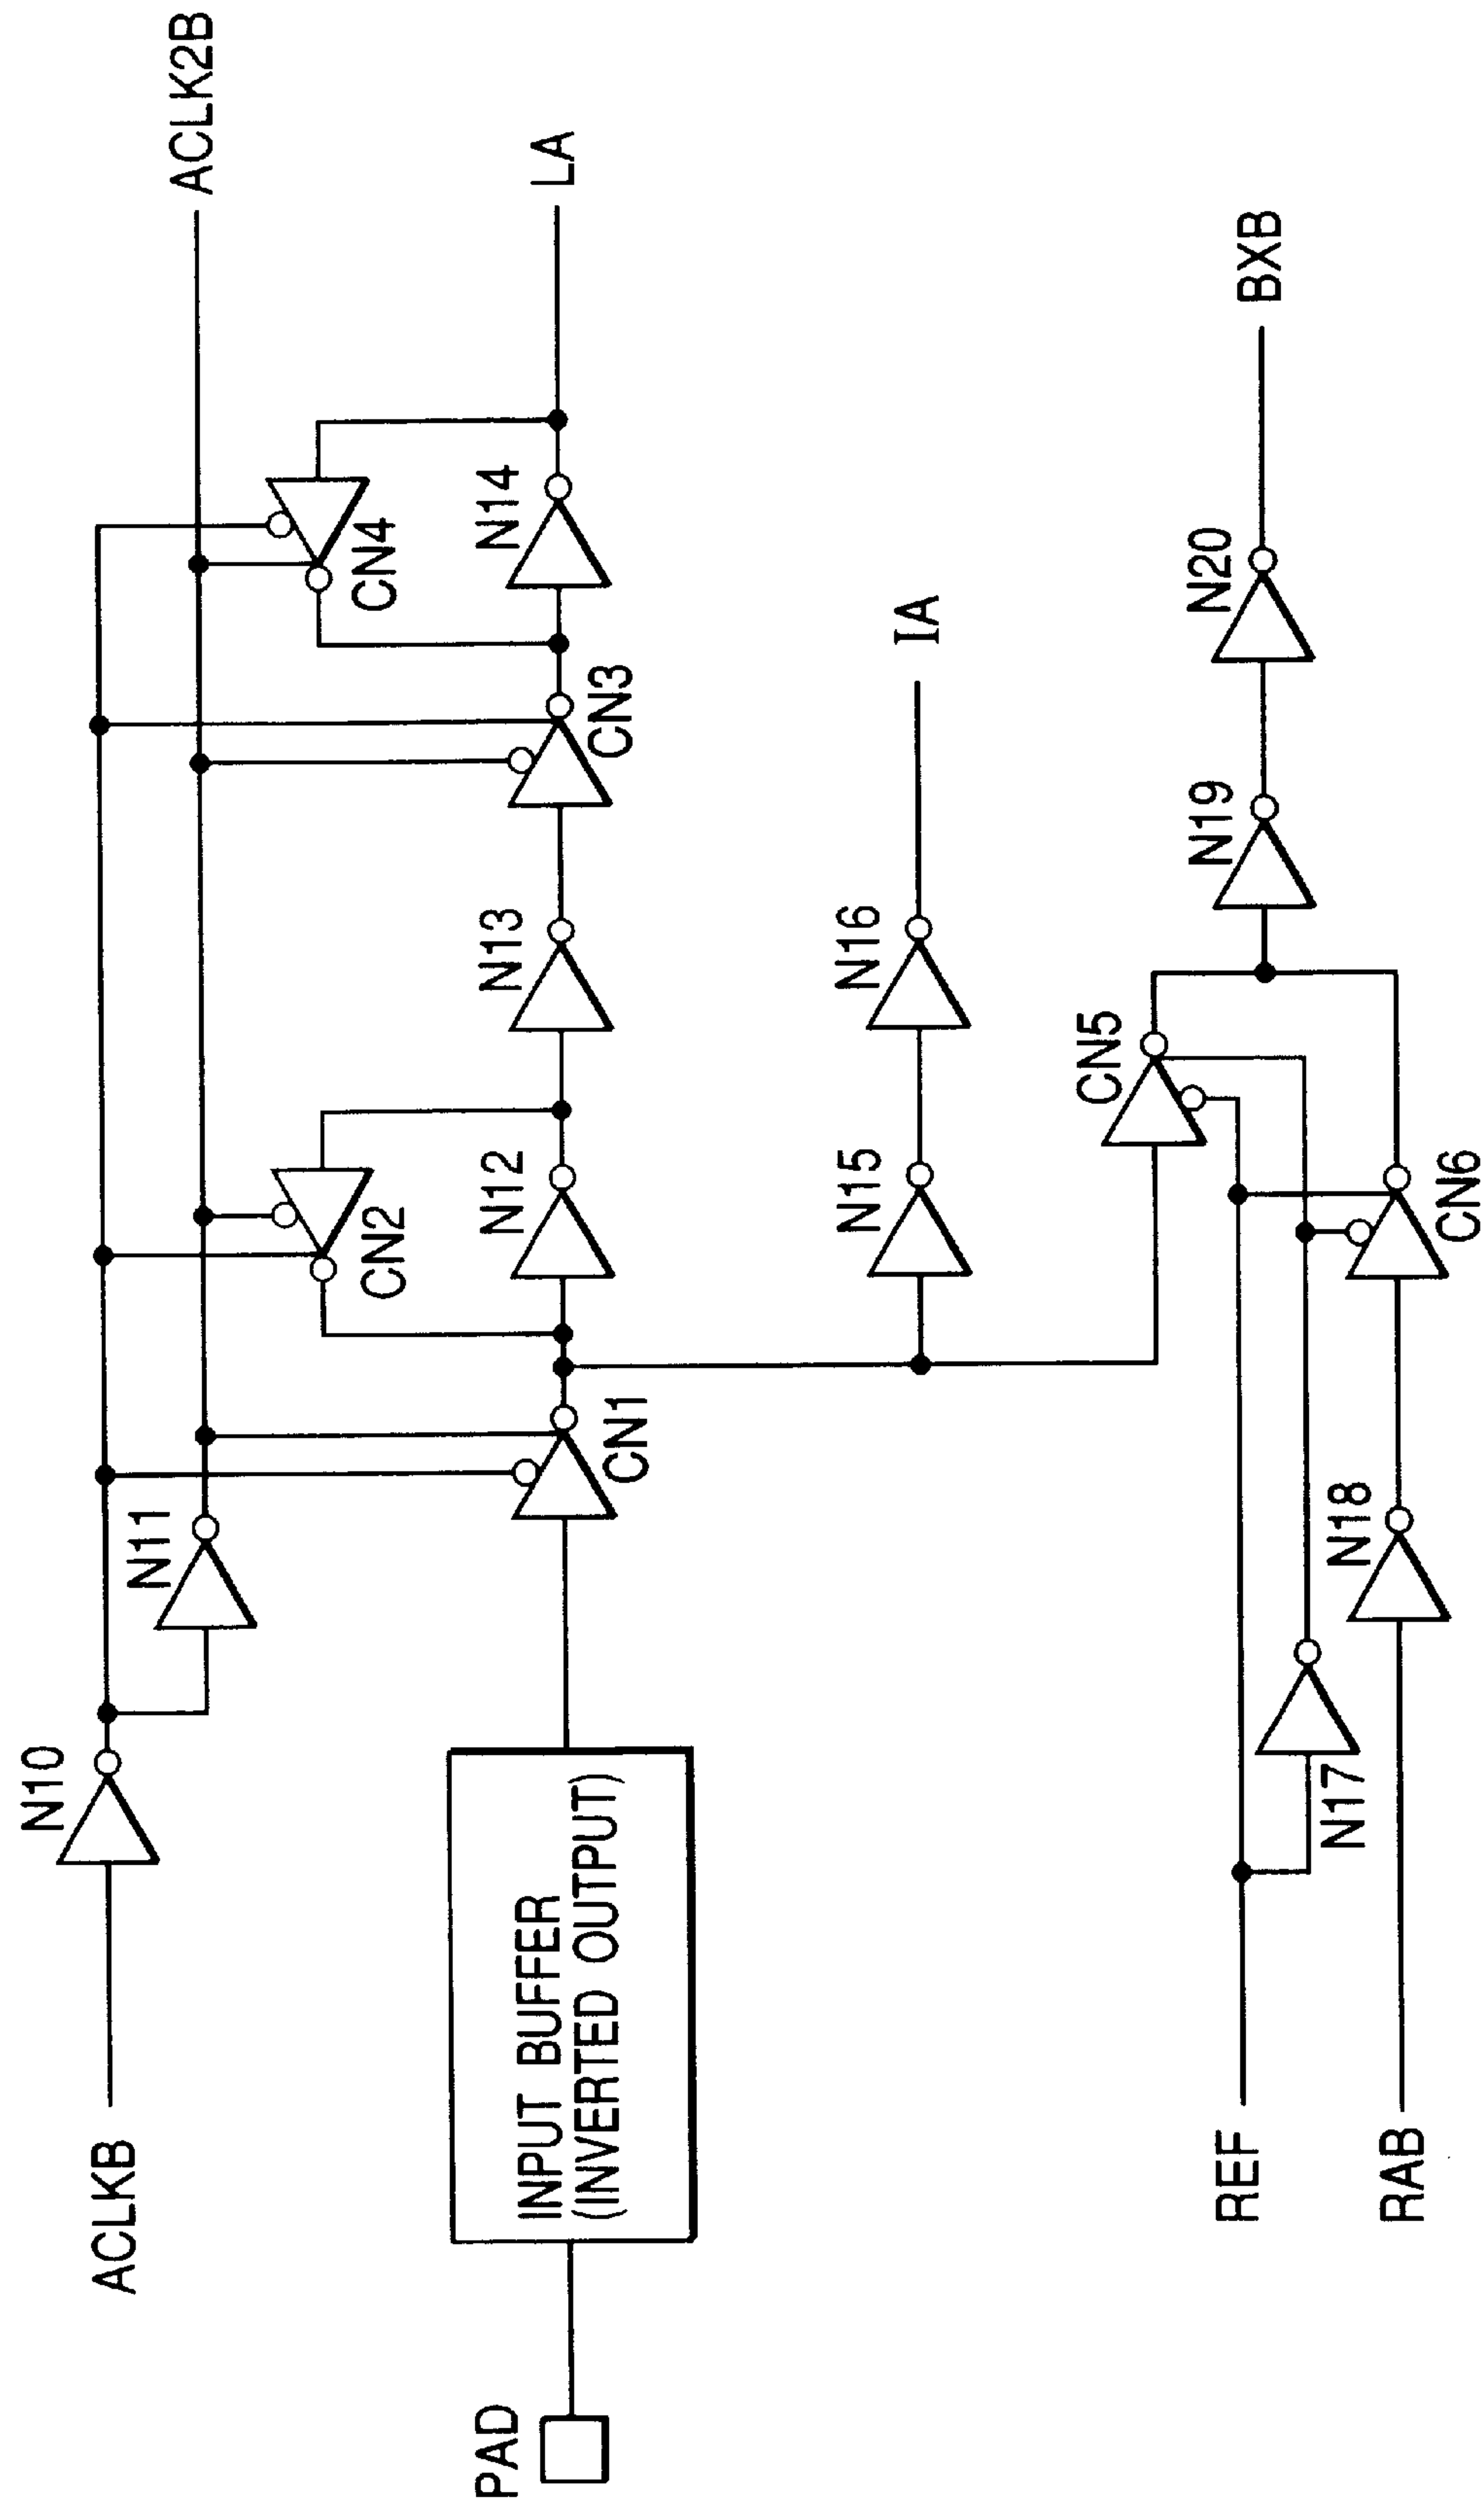 ACLKB
N10
N11
ACLK2B
CN2
CN4
PAD
INPUT BUFFER
(INVERTED OUTPUT)
CN1
N12
N13
CN3
N14
LA
N15
N16
IA
CN5
REF
N17
RAB
N18
CN6
N19
N20
BXB